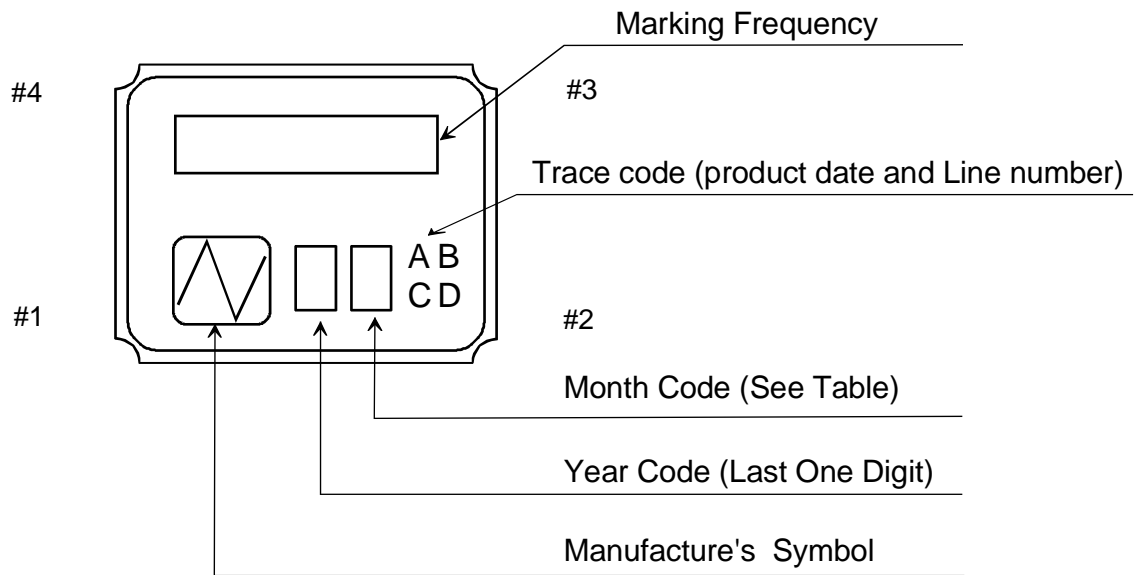 Marking Frequency
#4
#3
Trace code (product date and Line number)
A B
C D
#1
#2
Month Code (See Table)
Year Code (Last One Digit)
Manufacture's Symbol